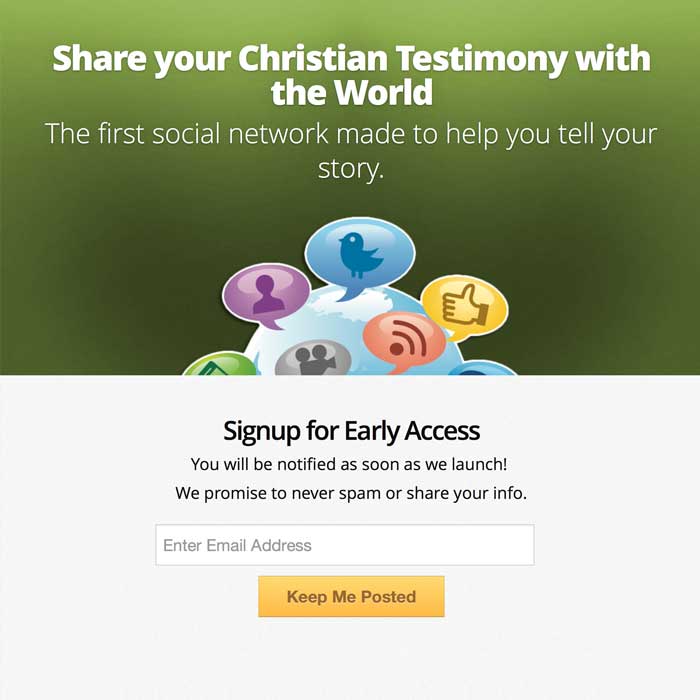 Share your Christian Testimony with
the World
The first social network made to help you tell your
story.
Signup for Early Access
You will be notified as soon as we launch!
We promise to never spam or share your info.
Enter Email Address
Keep Me Posted